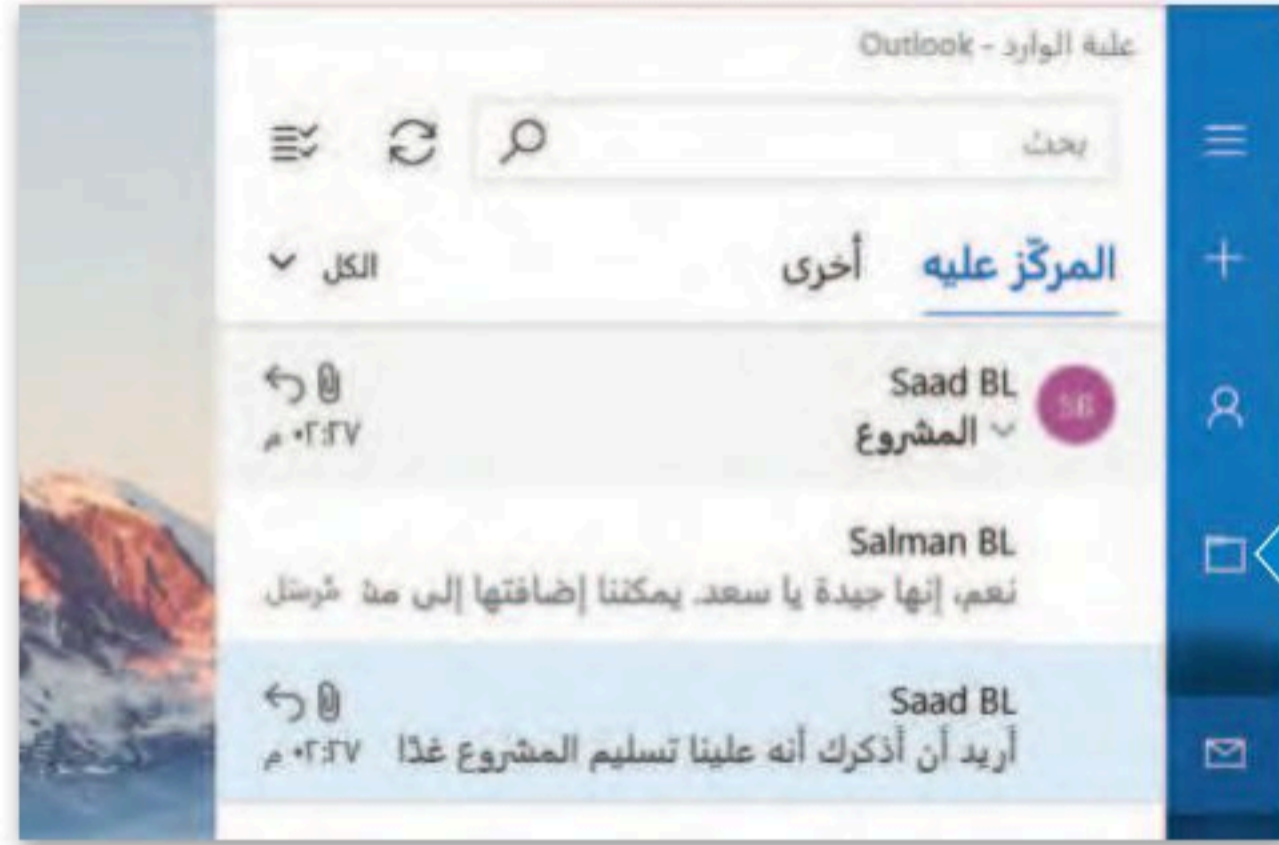 علبة الوارد - Outlook
بحث
المركّز عليه أخرى الكل
SB Saad BL
المشروع ٠٢:٢٧ م
Salman BL
نعم، إنها جيدة يا سعد. يمكننا إضافتها إلى مش مُرسَل
Saad BL
أريد أن أذكرك أنه علينا تسليم المشروع غدًا ٠٢:٢٧ م